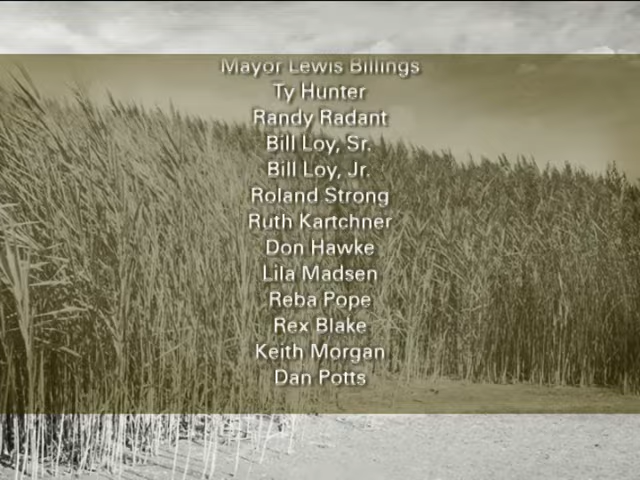 Mayor Lewis Billings
Ty Hunter
Randy Radant
Bill Loy, Sr.
Bill Loy, Jr.
Roland Strong
Ruth Kartchner
Don Hawke
Lila Madsen
Reba Pope
Rex Blake
Keith Morgan
Dan Potts